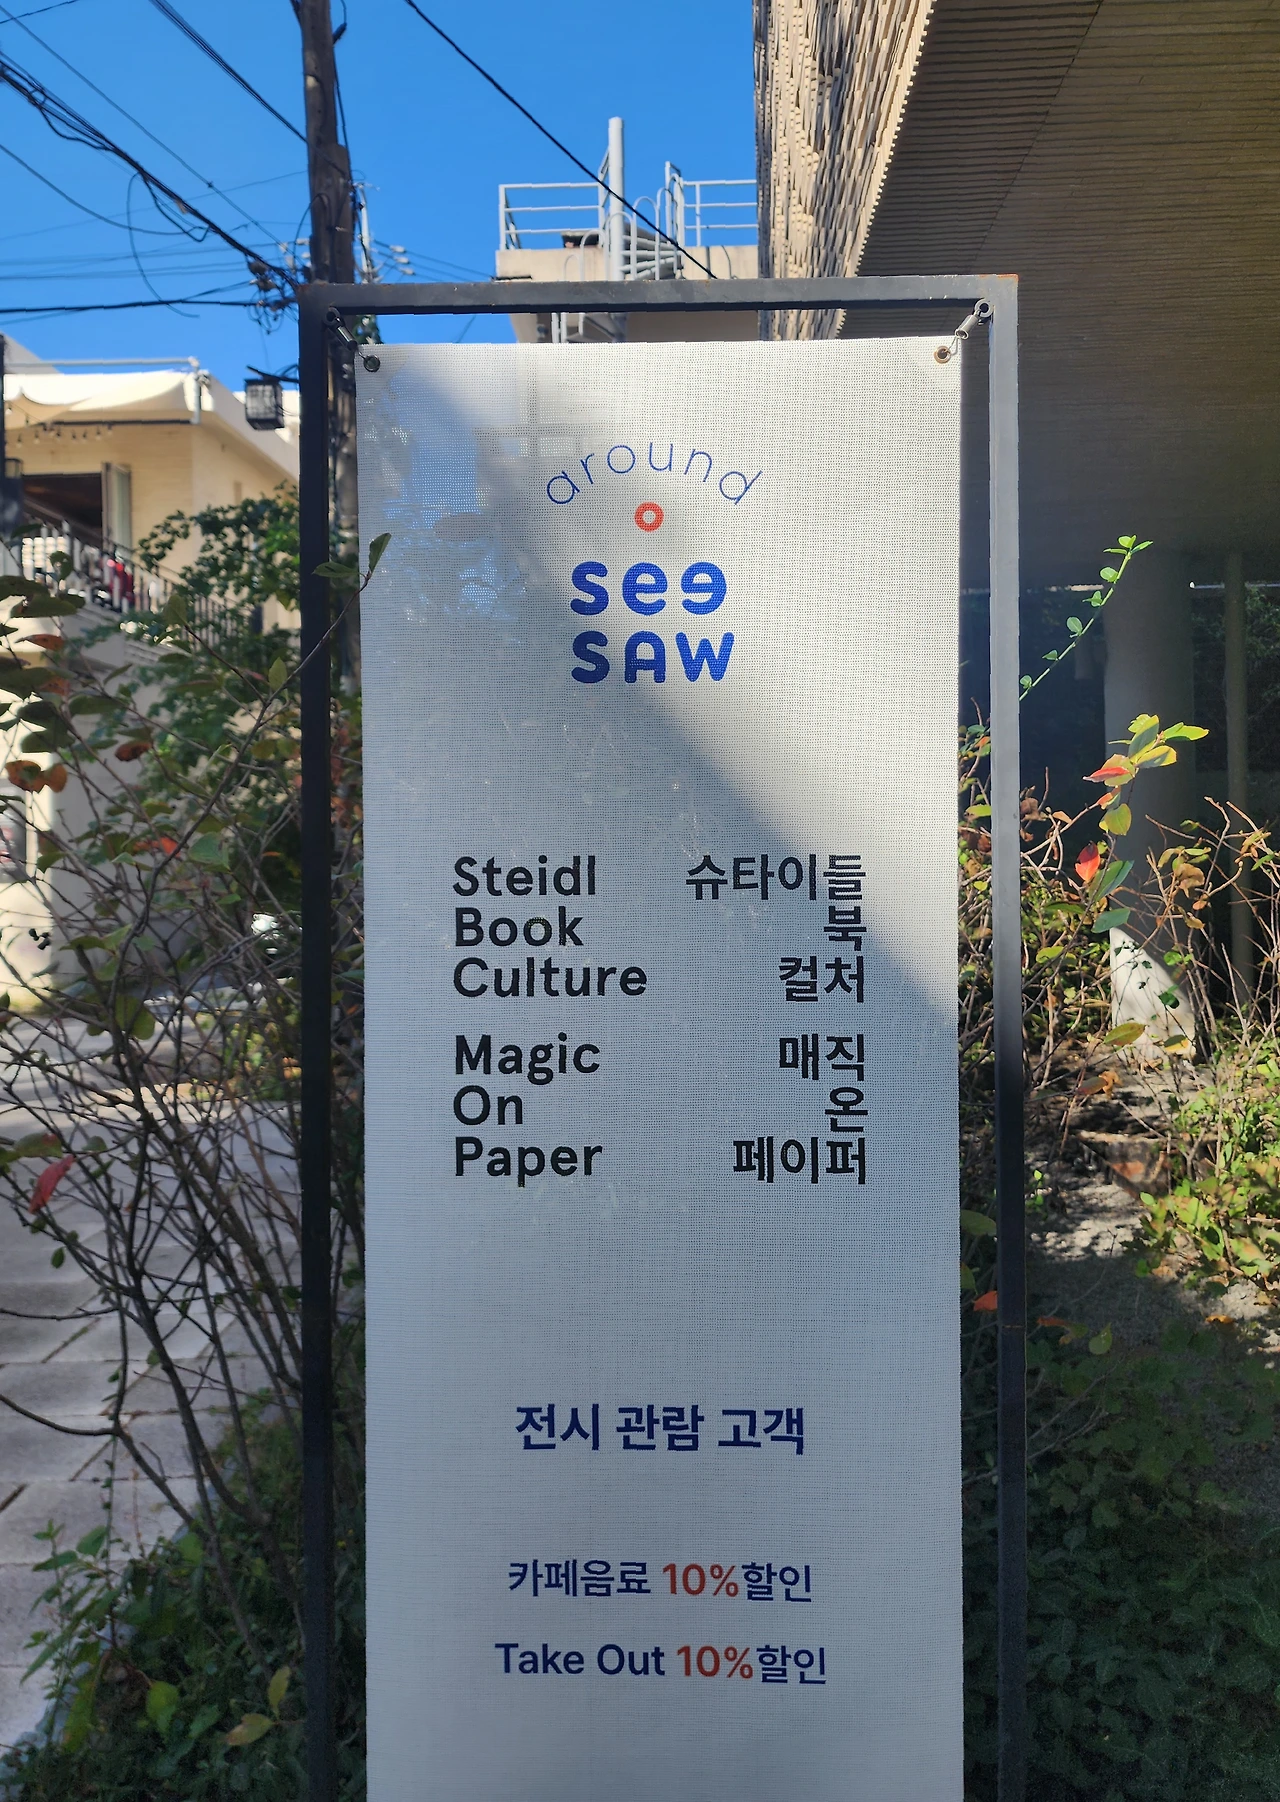 around
see
SAW
Steidl 슈타이들
Book 북
Culture 컬처
Magic 매직
On 온
Paper 페이퍼
전시 관람 고객
카페음료 10%할인
Take Out 10%할인